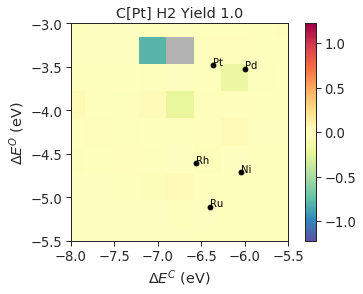 C[Pt] H2 Yield 1.0
−3.0
−3.5
−4.0
−4.5
−5.0
−5.5
ΔE^O (eV)
Pt
Pd
Rh
Ni
Ru
−8.0 −7.5 −7.0 −6.5 −6.0 −5.5
ΔE^C (eV)
1.0
0.5
0.0
−0.5
−1.0